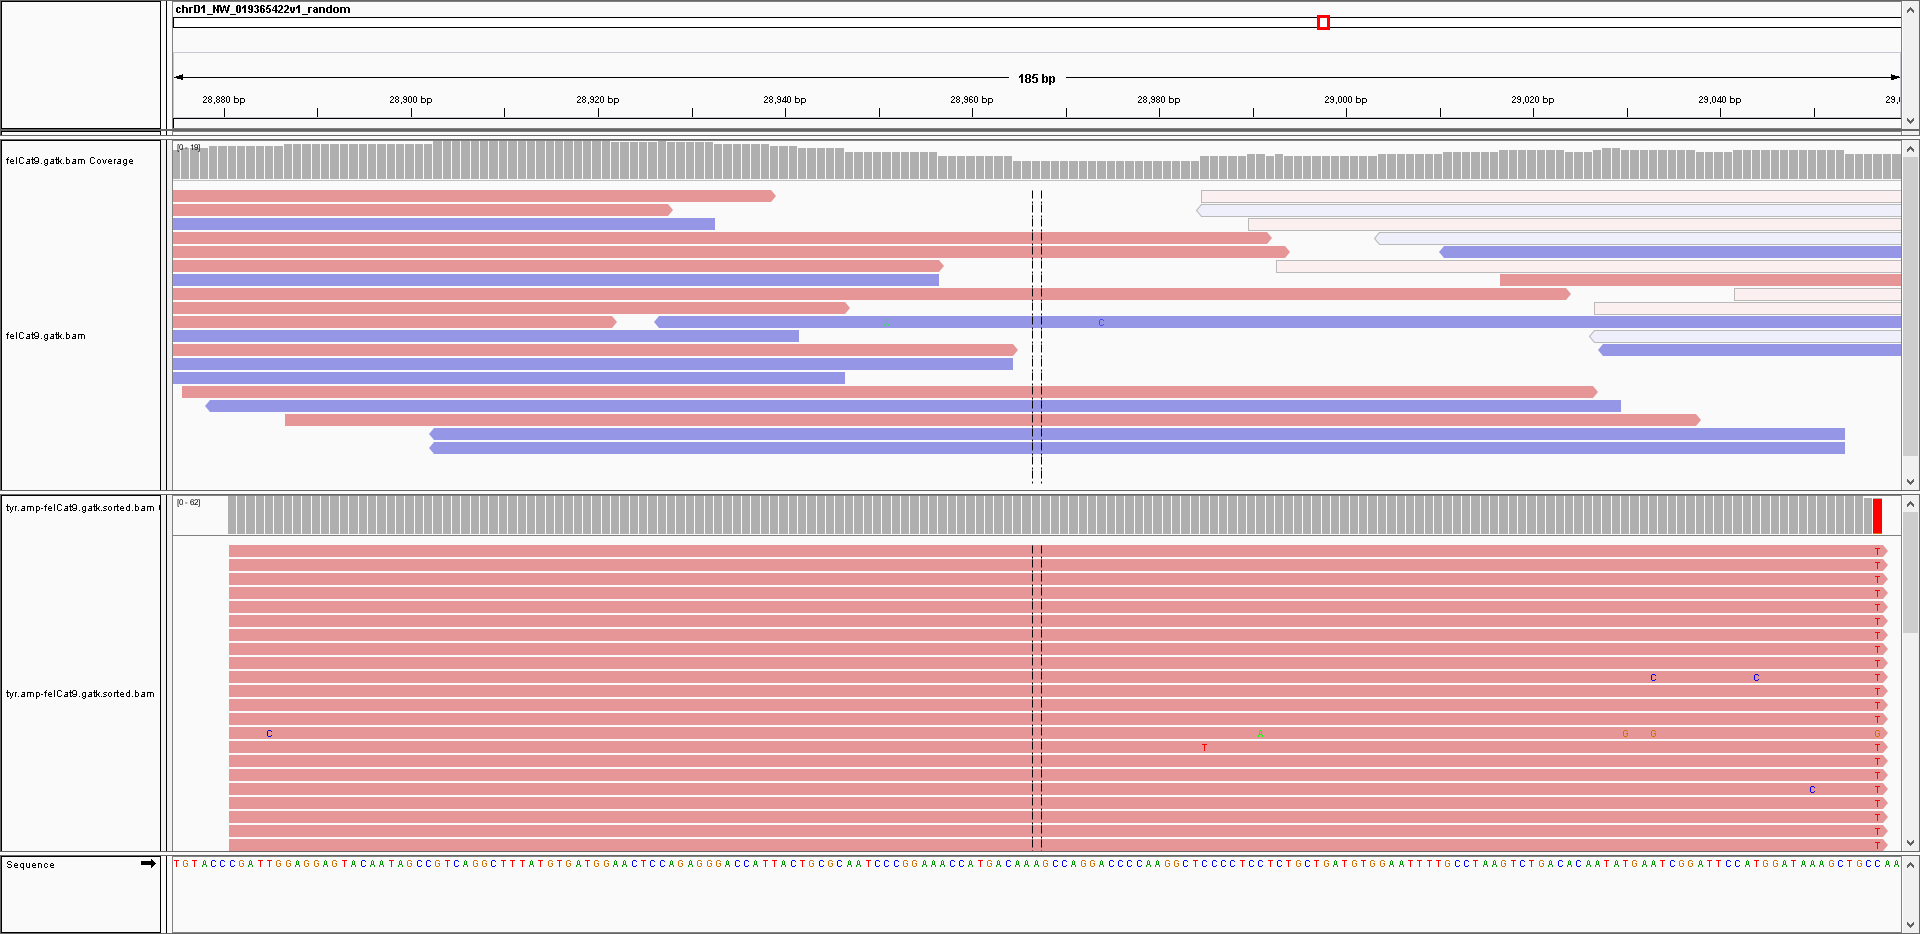 chrD1_NW_019365422v1_random
185 bp
28,880 bp 28,900 bp 28,920 bp 28,940 bp 28,960 bp 28,980 bp 29,000 bp 29,020 bp 29,040 bp 29,0
[0 - 19]
felCat9.gatk.bam Coverage
C
felCat9.gatk.bam
[0 - 62]
tyr.amp-felCat9.gatk.sorted.bam
T
T
T
T
T
T
T
T
T
C C T
tyr.amp-felCat9.gatk.sorted.bam
T
T
T
C A G G G
T T
T
T
C T
T
T
T
T
Sequence
TGTACCCGATTGGAGGAGTACAATAGCCGTCAGGCTTTATGTGATGGAACTCCAGAGGGACCATTACTGCGCAATCCCGGAAACCATGACAAAGCCAGGACCCCAAGGCTCCCCTCCTCTGCTGATGTGGAATTTTGCCTAAGTCTGACACAATATGAATCGGATTCCATGGATAAAGCTGCCAA